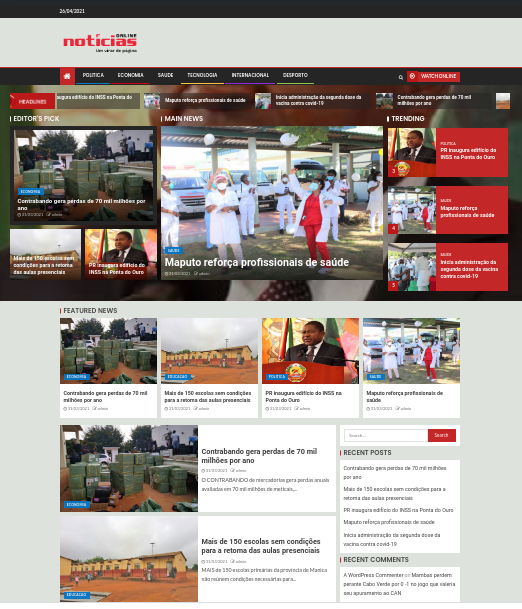 26/04/2021
notícias ONLINE
Um virar de página
POLITICA ECONOMIA SAUDE TECNOLOGIA INTERNACIONAL DESPORTO
WATCH ONLINE
HEADLINES
augura edifício do INSS na Ponta do
Maputo reforça profissionais de saúde
Inicia administração da segunda dose da
vacina contra covid-19
Contrabando gera perdas de 70 mil
milhões por ano
EDITOR'S PICK
ECONOMIA
Contrabando gera perdas de 70 mil milhões por
ano
31/03/2021 admin
Mais de 150 escolas sem
condições para a retoma
das aulas presenciais
PR inaugura edifício do
INSS na Ponta do Ouro
MAIN NEWS
SAUDE
Maputo reforça profissionais de saúde
31/03/2021 admin
TRENDING
3
POLITICA
PR inaugura edifício do
INSS na Ponta do Ouro
4
SAUDE
Maputo reforça
profissionais de saúde
5
SAUDE
Inicia administração da
segunda dose da vacina
contra covid-19
FEATURED NEWS
ECONOMIA
Contrabando gera perdas de 70 mil
milhões por ano
31/03/2021 admin
EDUCAÇÃO
Mais de 150 escolas sem condições
para a retoma das aulas presenciais
31/03/2021 admin
POLITICA
PR inaugura edifício do INSS na
Ponta do Ouro
31/03/2021 admin
SAUDE
Maputo reforça profissionais de
saúde
31/03/2021 admin
ECONOMIA
Contrabando gera perdas de 70 mil
milhões por ano
31/03/2021 admin
O CONTRABANDO de mercadorias gera perdas anuais
avaliadas em 70 mil milhões de meticais,...
EDUCAÇÃO
Mais de 150 escolas sem condições
para a retoma das aulas presenciais
31/03/2021 admin
MAIS de 150 escolas primárias da província de Manica
não reúnem condições necessárias para...
Search...
Search
RECENT POSTS
Contrabando gera perdas de 70 mil milhões
por ano
Mais de 150 escolas sem condições para a
retoma das aulas presenciais
PR inaugura edifício do INSS na Ponta do Ouro
Maputo reforça profissionais de saúde
Inicia administração da segunda dose da
vacina contra covid-19
RECENT COMMENTS
A WordPress Commenter on Mambas perdem
perante Cabo Verde por 0 -1 no jogo que valeria
seu apuramento ao CAN